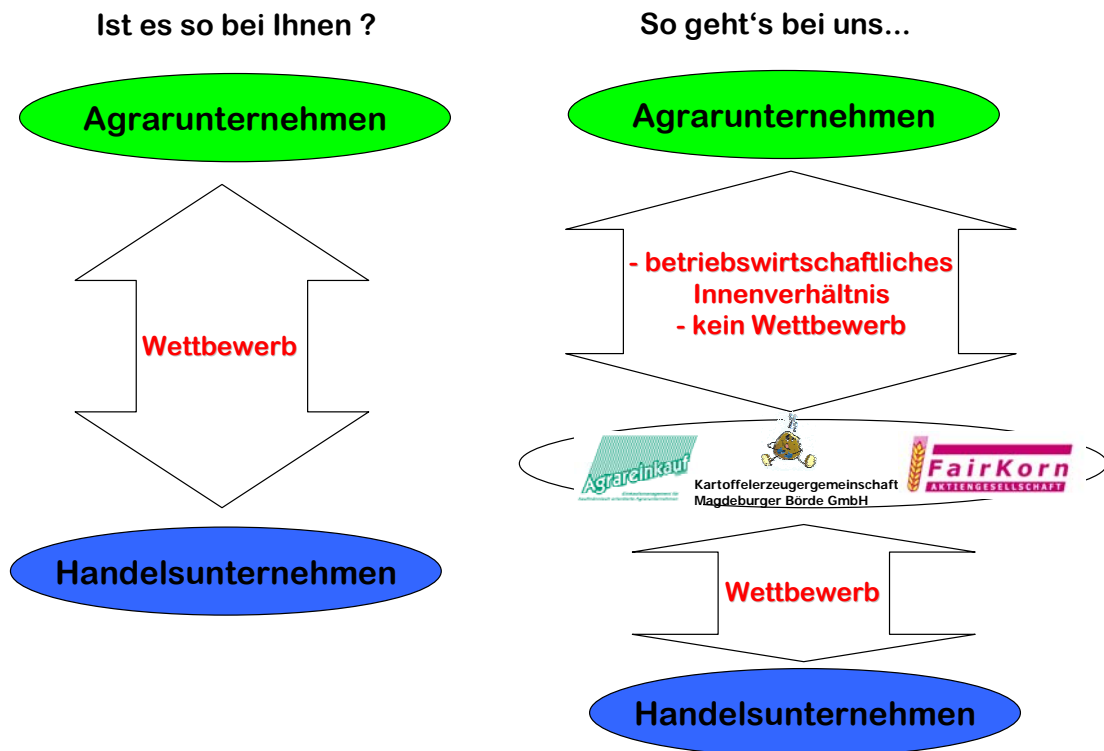 Ist es so bei Ihnen ?
Agrarunternehmen
Wettbewerb
Handelsunternehmen
So geht's bei uns...
Agrarunternehmen
- betriebswirtschaftliches
Innenverhältnis
- kein Wettbewerb
Agrareinkauf
Kartoffelerzeugergemeinschaft
Magdeburger Börde GmbH
FairKorn
AKTIENGESELLSCHAFT
Wettbewerb
Handelsunternehmen